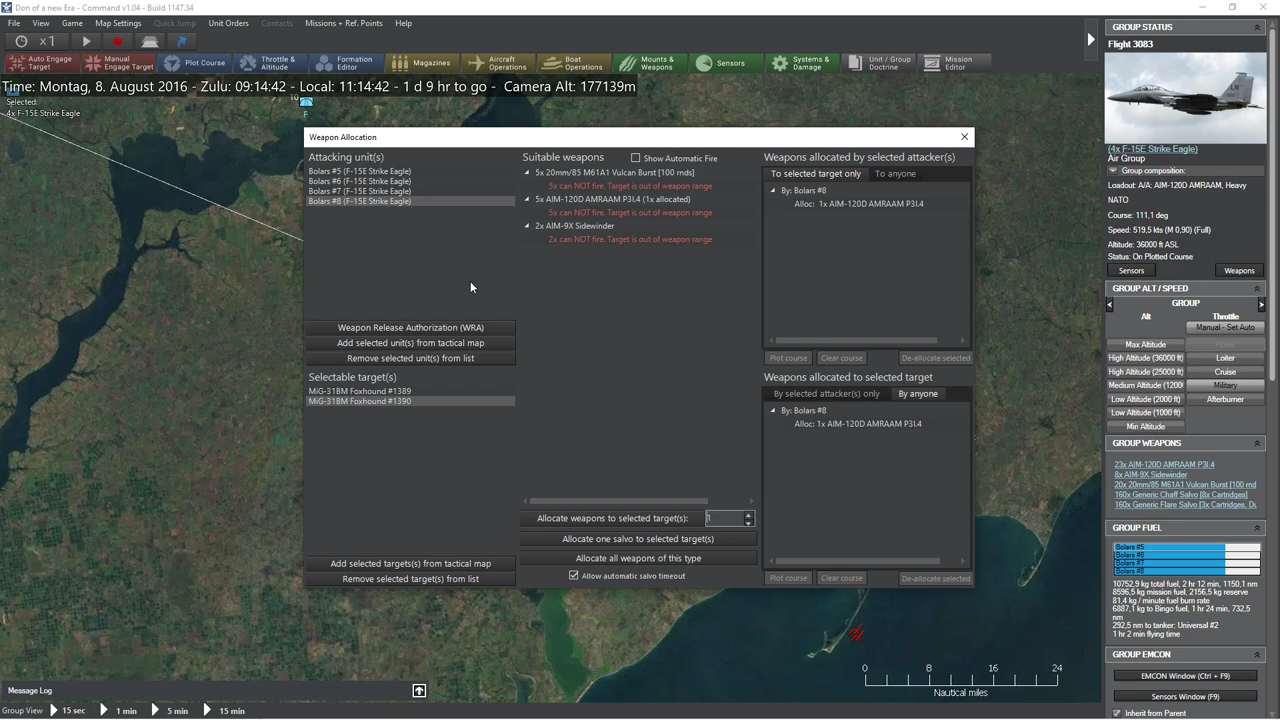 Don of a new Era - Command v1.04 - Build 1147.34
File View Game Map Settings Quick Jump Unit Orders Contacts Missions + Ref. Points Help
x1
Auto Engage Target
Manual Engage Target
Plot Course
Throttle & Altitude
Formation Editor
Magazines
Aircraft Operations
Boat Operations
Mounts & Weapons
Sensors
Systems & Damage
Unit / Group Doctrine
Mission Editor
Time: Montag, 8. August 2016 - Zulu: 09:14:42 - Local: 11:14:42 - 1 d 9 hr to go - Camera Alt: 177139m
Selected:
4x F-15E Strike Eagle
Weapon Allocation
Attacking unit(s)
Bolars #5 (F-15E Strike Eagle)
Bolars #6 (F-15E Strike Eagle)
Bolars #7 (F-15E Strike Eagle)
Bolars #8 (F-15E Strike Eagle)
Weapon Release Authorization (WRA)
Add selected unit(s) from tactical map
Remove selected unit(s) from list
Selectable target(s)
MiG-31BM Foxhound #1389
MiG-31BM Foxhound #1390
Add selected targets(s) from tactical map
Remove selected target(s) from list
Suitable weapons
Show Automatic Fire
5x 20mm/85 M61A1 Vulcan Burst [100 rnds]
5x can NOT fire. Target is out of weapon range
5x AIM-120D AMRAAM P3I.4 (1x allocated)
5x can NOT fire. Target is out of weapon range
2x AIM-9X Sidewinder
2x can NOT fire. Target is out of weapon range
Allocate weapons to selected target(s): 1
Allocate one salvo to selected target(s)
Allocate all weapons of this type
Allow automatic salvo timeout
Weapons allocated by selected attacker(s)
To selected target only
To anyone
By: Bolars #8
Alloc: 1x AIM-120D AMRAAM P3I.4
Plot course
Clear course
De-allocate selected
Weapons allocated to selected target
By selected attacker(s) only
By anyone
By: Bolars #8
Alloc: 1x AIM-120D AMRAAM P3I.4
Plot course
Clear course
De-allocate selected
GROUP STATUS
Flight 3083
LN
(4x F-15E Strike Eagle)
Air Group
Group composition:
Loadout: A/A: AIM-120D AMRAAM, Heavy
NATO
Course: 111,1 deg
Speed: 519,5 kts (M 0.90) (Full)
Altitude: 36000 ft ASL
Status: On Plotted Course
Sensors
Weapons
GROUP ALT / SPEED
GROUP
Alt
Throttle
Manual - Set Auto
Max Altitude
Hover
High Altitude (36000 ft)
Loiter
High Altitude (25000 ft)
Cruise
Medium Altitude (1200
Military
Low Altitude (2000 ft)
Afterburner
Low Altitude (1000 ft)
Min Altitude
GROUP WEAPONS
23x AIM-120D AMRAAM P3I.4
8x AIM-9X Sidewinder
20x 20mm/85 M61A1 Vulcan Burst [100 rnd
160x Generic Chaff Salvo [8x Cartridges]
160x Generic Flare Salvo [3x Cartridges, Du
GROUP FUEL
Bolars #5
Bolars #6
Bolars #7
Bolars #8
10752,9 kg total fuel, 2 hr 12 min, 1150,1 nm
8596,5 kg mission fuel, 2156,5 kg reserve
81,4 kg / minute fuel burn rate
6887,1 kg to Bingo fuel, 1 hr 24 min, 732,5
nm
292,5 nm to tanker: Universal #2
1 hr 2 min flying time
GROUP EMCON
EMCON Window (Ctrl + F9)
Sensors Window (F9)
Inherit from Parent
0 8 16 24
Nautical miles
Message Log
Group View 15 sec 1 min 5 min 15 min